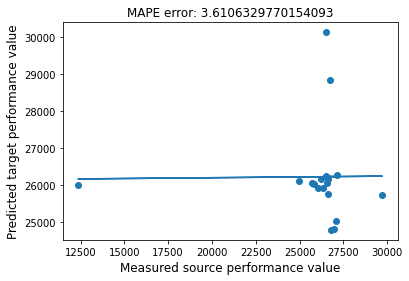 MAPE error: 3.6106329770154093
30000
29000
28000
27000
26000
25000
Predicted target performance value
12500 15000 17500 20000 22500 25000 27500 30000
Measured source performance value